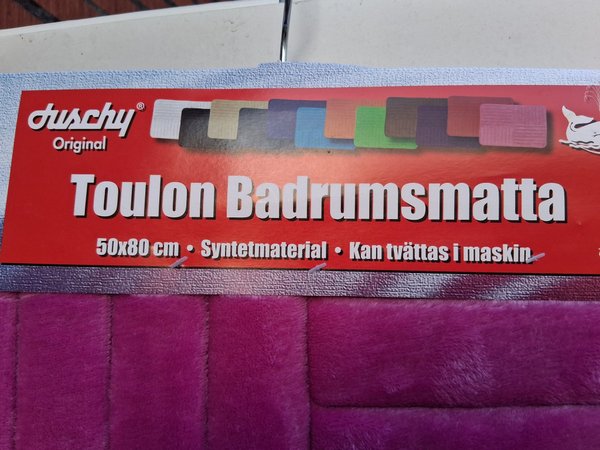 duschy®
Original
Toulon Badrumsmatta
50x80 cm • Syntetmaterial • Kan tvättas i maskin